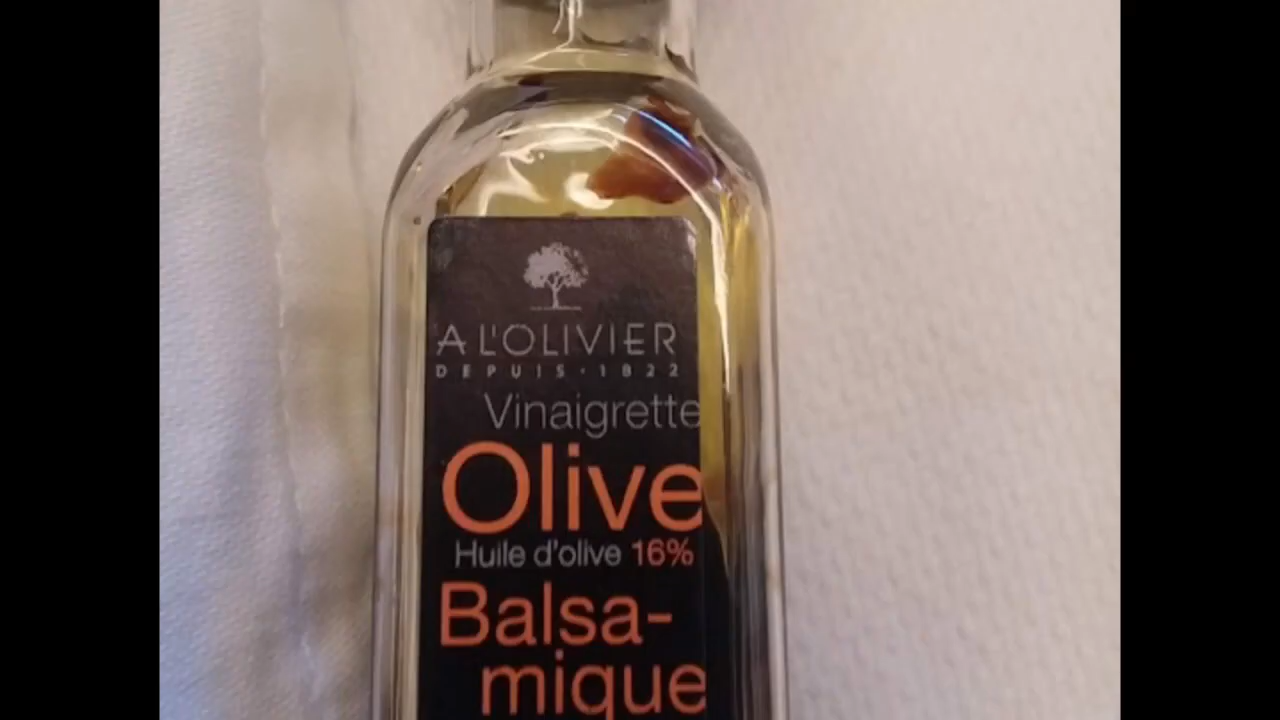 A L'OLIVIER
DEPUIS·1822
Vinaigrette
Olive
Huile d'olive 16%
Balsa-
mique